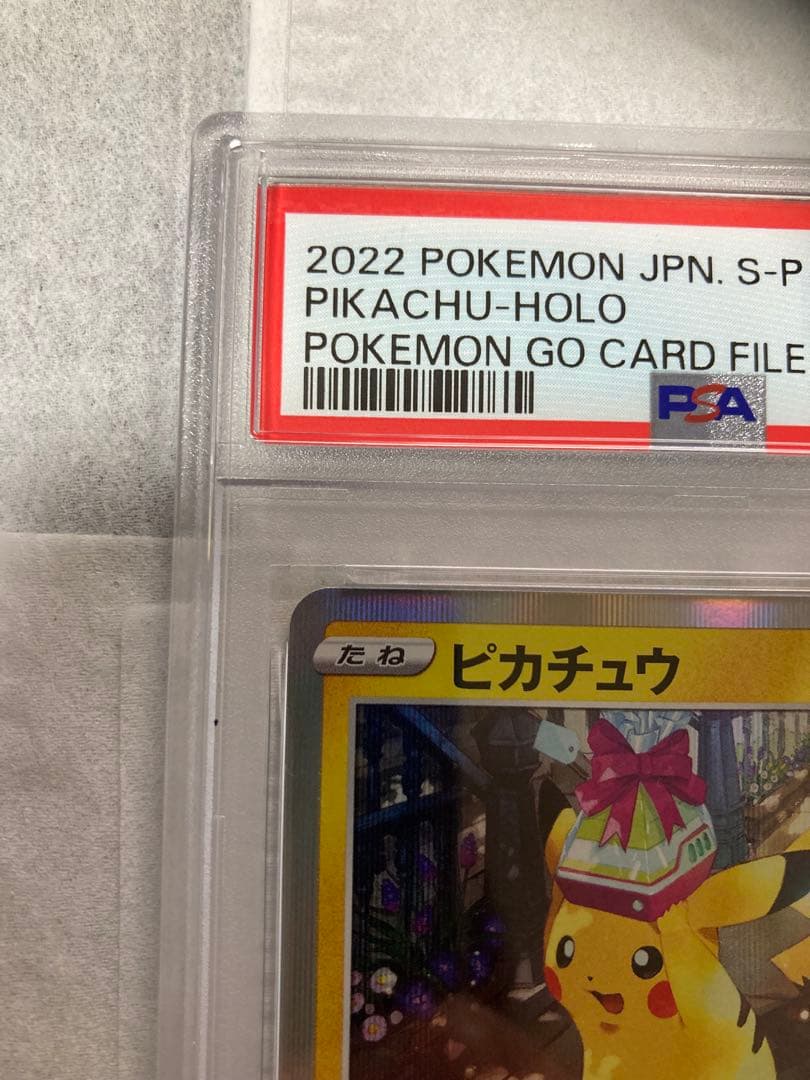 2022 POKEMON JPN. S-P
PIKACHU-HOLO
POKEMON GO CARD FILE
PSA
たね ピカチュウ